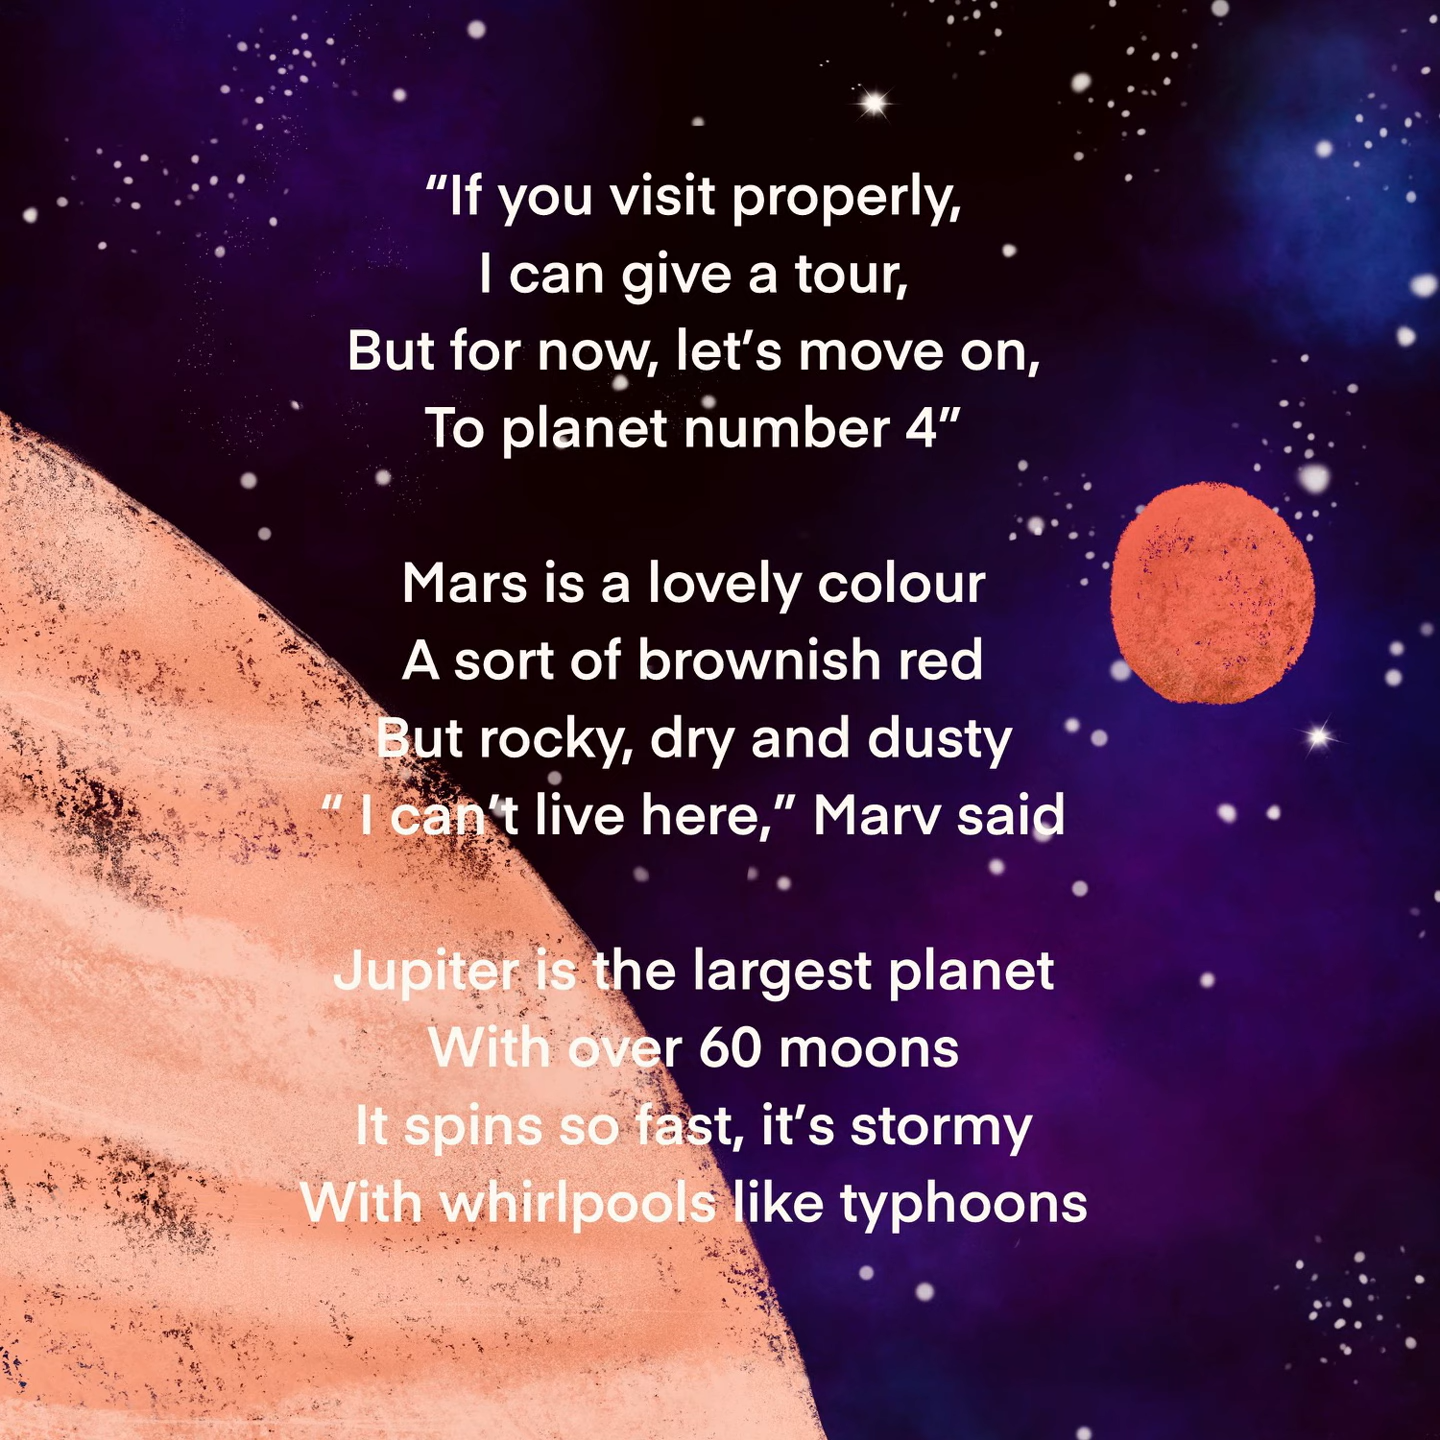 “If you visit properly,
I can give a tour,
But for now, let’s move on,
To planet number 4”
Mars is a lovely colour
A sort of brownish red
But rocky, dry and dusty
“ I can’t live here,” Marv said
Jupiter is the largest planet
With over 60 moons
It spins so fast, it’s stormy
With whirlpools like typhoons